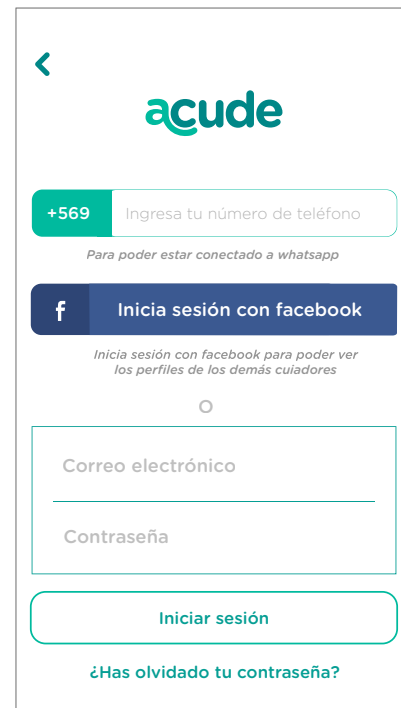 acude
+569 Ingresa tu número de teléfono
Para poder estar conectado a whatsapp
f Inicia sesión con facebook
Inicia sesión con facebook para poder ver
los perfiles de los demás cuiadores
O
Correo electrónico
Contraseña
Iniciar sesión
¿Has olvidado tu contraseña?